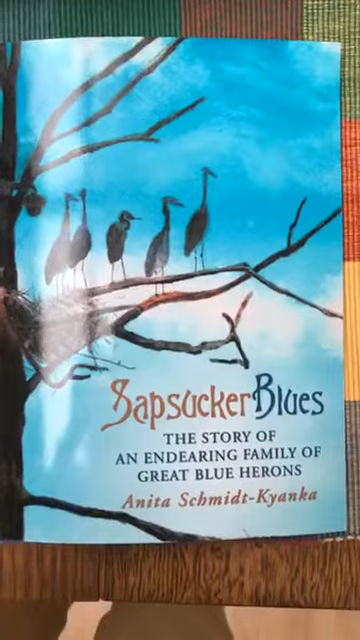 Sapsucker Blues
THE STORY OF
AN ENDEARING FAMILY OF
GREAT BLUE HERONS
Anita Schmidt-Kyanka